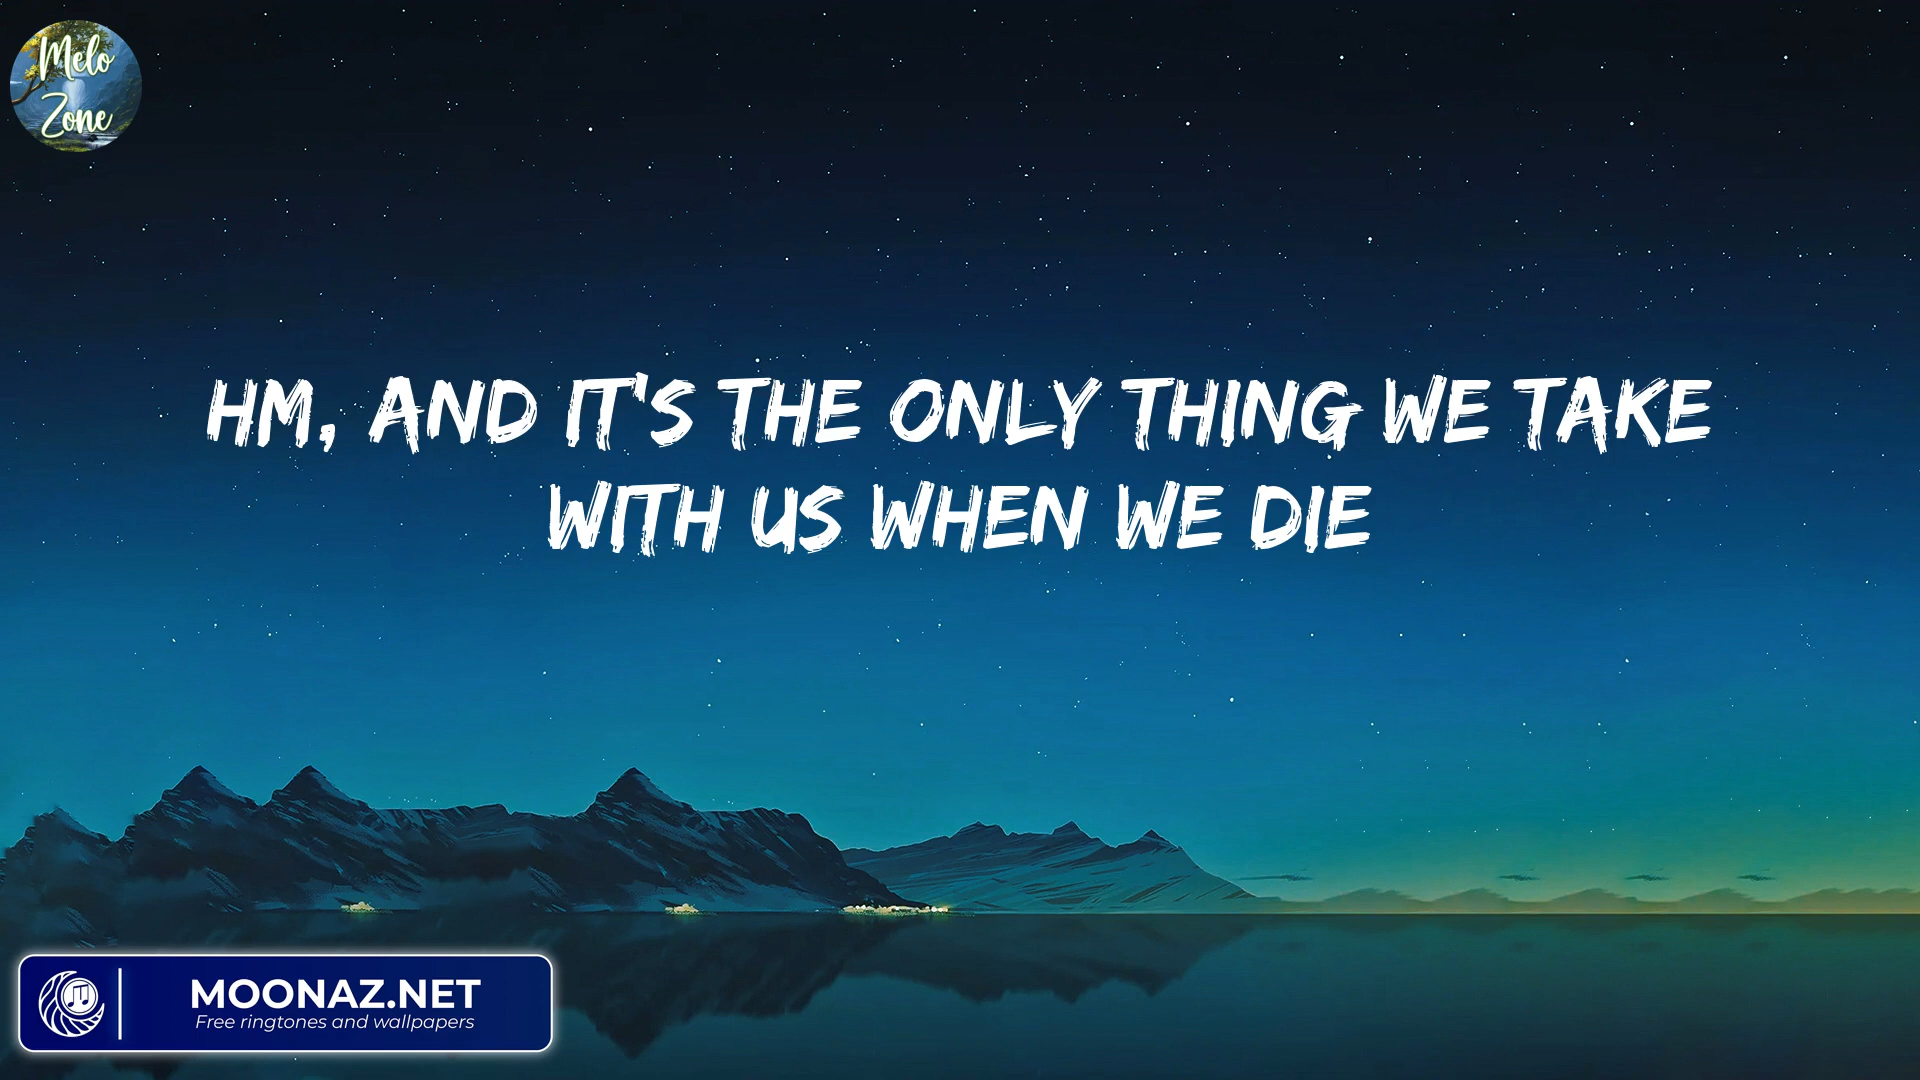 Melo
Zone
HM, AND IT'S THE ONLY THING WE TAKE
WITH US WHEN WE DIE
MOONAZ.NET
Free ringtones and wallpapers